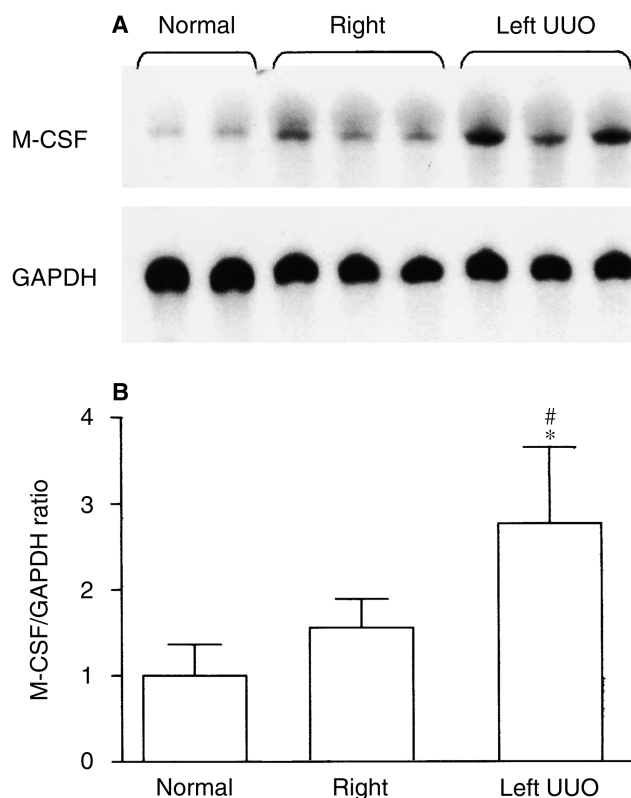 A Normal Right Left UUO
M-CSF
GAPDH
B
#
*
4
3
2
1
0
M-CSF/GAPDH ratio
Normal Right Left UUO